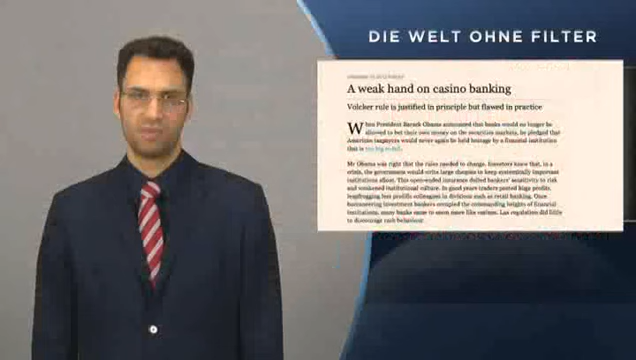 DIE WELT OHNE FILTER
A weak hand on casino banking
Volcker rule is justified in principle but flawed in practice
When President Barack Obama announced that banks would no longer be
allowed to bet their own money on the securities markets, he pledged that
American taxpayers would never again be held hostage by a financial institution
that is too big to fail.
Mr Obama was right that the rules needed to change. Investors knew that, in a
crisis, the government would write large cheques to keep systemically important
institutions afloat. This open-ended insurance dulled bankers' sensitivity to risk
and weakened institutional culture. In good years traders posted huge profits,
leapfrogging less prolific colleagues in divisions such as retail banking. Once
buccaneering investment bankers occupied the commanding heights of financial
institutions, many banks came to seem more like casinos. Lax regulation did little
to discourage rash behaviour.